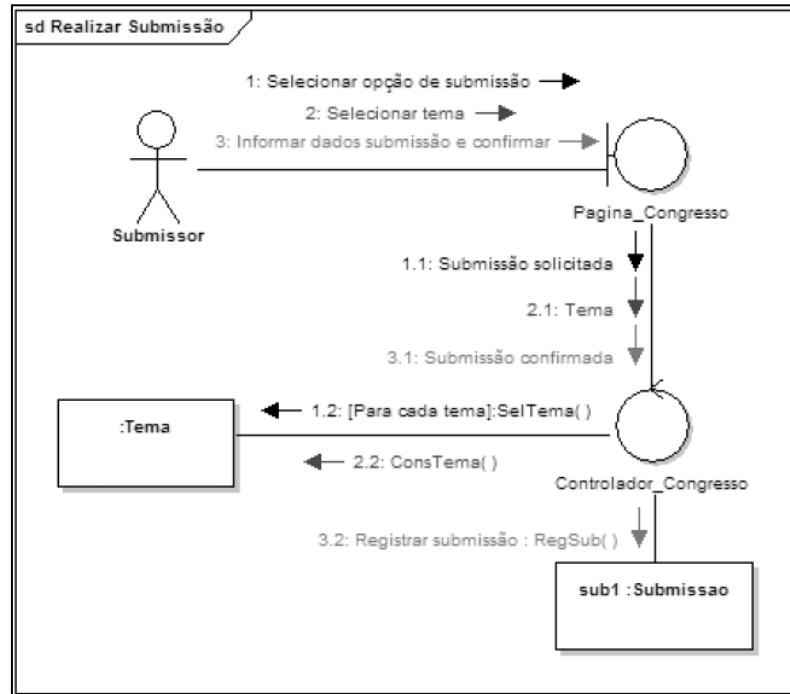 sd Realizar Submissão
1: Selecionar opção de submissão
2: Selecionar tema
3: Informar dados submissão e confirmar
Submissor
Pagina_Congresso
1.1: Submissão solicitada
2.1: Tema
3.1: Submissão confirmada
:Tema
1.2: [Para cada tema]:SelTema( )
2.2: ConsTema( )
Controlador_Congresso
3.2: Registrar submissão : RegSub( )
sub1 :Submissao